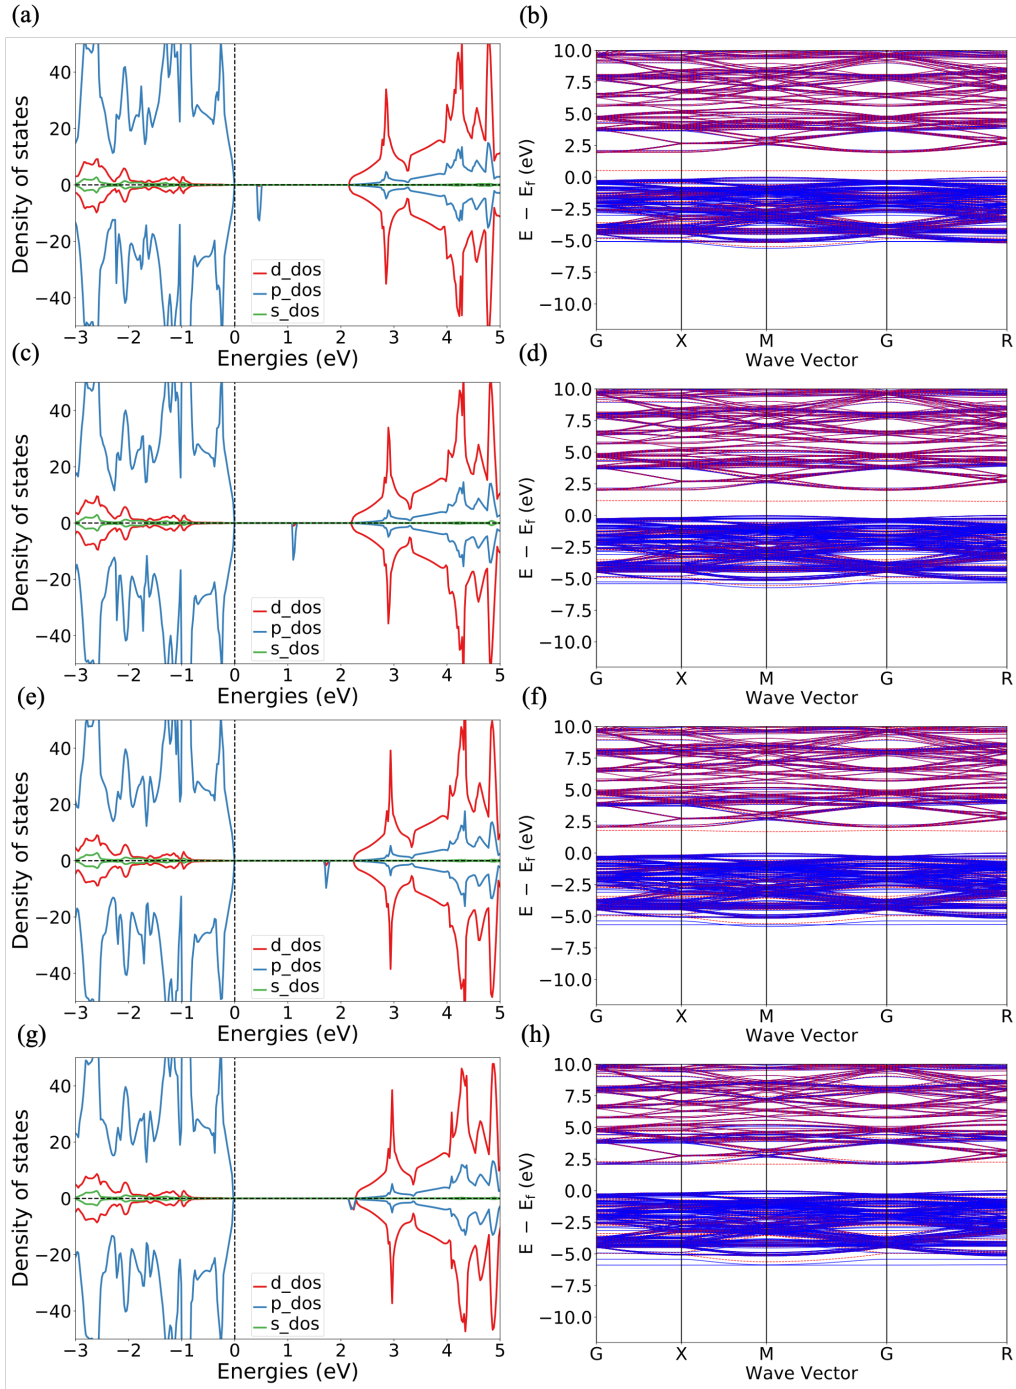 (a)
Density of states
40
20
0
−20
−40
d_dos
p_dos
s_dos
−3 −2 −1 0 1 2 3 4 5
Energies (eV)
(b)
E − E_f (eV)
10.0
7.5
5.0
2.5
0.0
−2.5
−5.0
−7.5
−10.0
G X M G R
Wave Vector
(c)
Density of states
40
20
0
−20
−40
d_dos
p_dos
s_dos
−3 −2 −1 0 1 2 3 4 5
Energies (eV)
(d)
E − E_f (eV)
10.0
7.5
5.0
2.5
0.0
−2.5
−5.0
−7.5
−10.0
G X M G R
Wave Vector
(e)
Density of states
40
20
0
−20
−40
d_dos
p_dos
s_dos
−3 −2 −1 0 1 2 3 4 5
Energies (eV)
(f)
E − E_f (eV)
10.0
7.5
5.0
2.5
0.0
−2.5
−5.0
−7.5
−10.0
G X M G R
Wave Vector
(g)
Density of states
40
20
0
−20
−40
d_dos
p_dos
s_dos
−3 −2 −1 0 1 2 3 4 5
Energies (eV)
(h)
E − E_f (eV)
10.0
7.5
5.0
2.5
0.0
−2.5
−5.0
−7.5
−10.0
G X M G R
Wave Vector